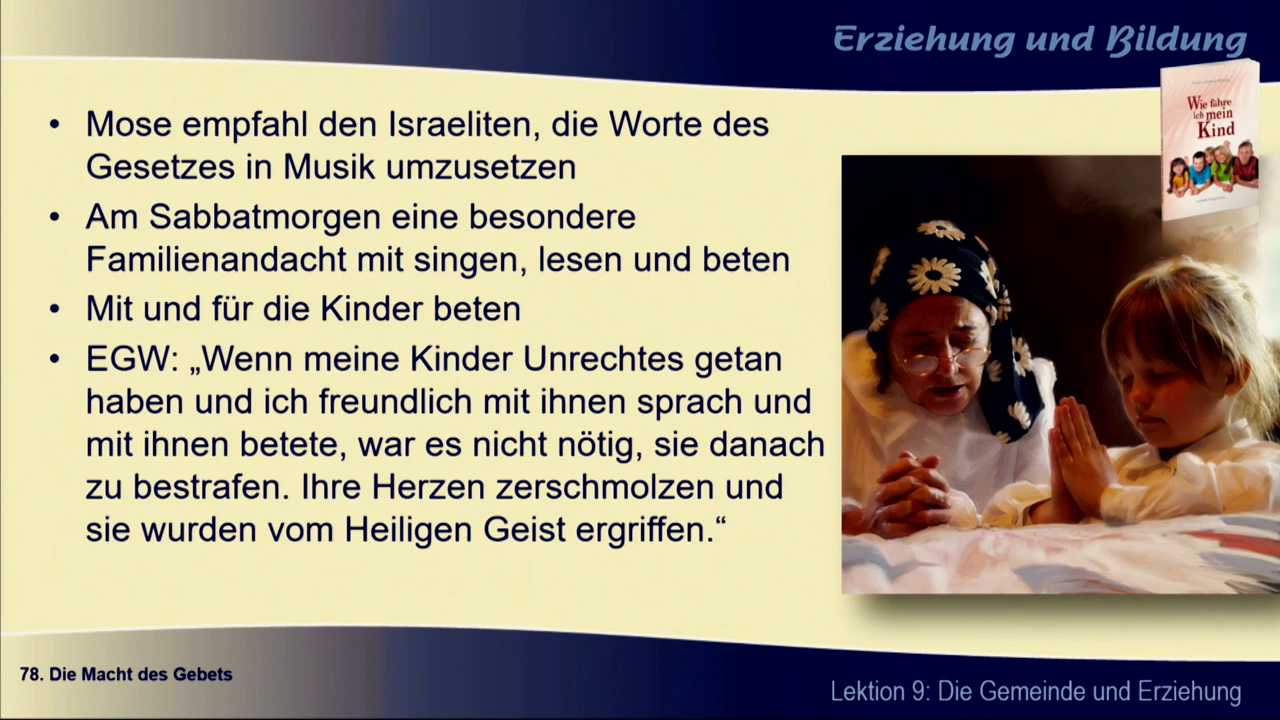 Erziehung und Bildung
Wie führe
ich mein
Kind
• Mose empfahl den Israeliten, die Worte des
Gesetzes in Musik umzusetzen
• Am Sabbatmorgen eine besondere
Familienandacht mit singen, lesen und beten
• Mit und für die Kinder beten
• EGW: „Wenn meine Kinder Unrechtes getan
haben und ich freundlich mit ihnen sprach und
mit ihnen betete, war es nicht nötig, sie danach
zu bestrafen. Ihre Herzen zerschmolzen und
sie wurden vom Heiligen Geist ergriffen.“
78. Die Macht des Gebets
Lektion 9: Die Gemeinde und Erziehung